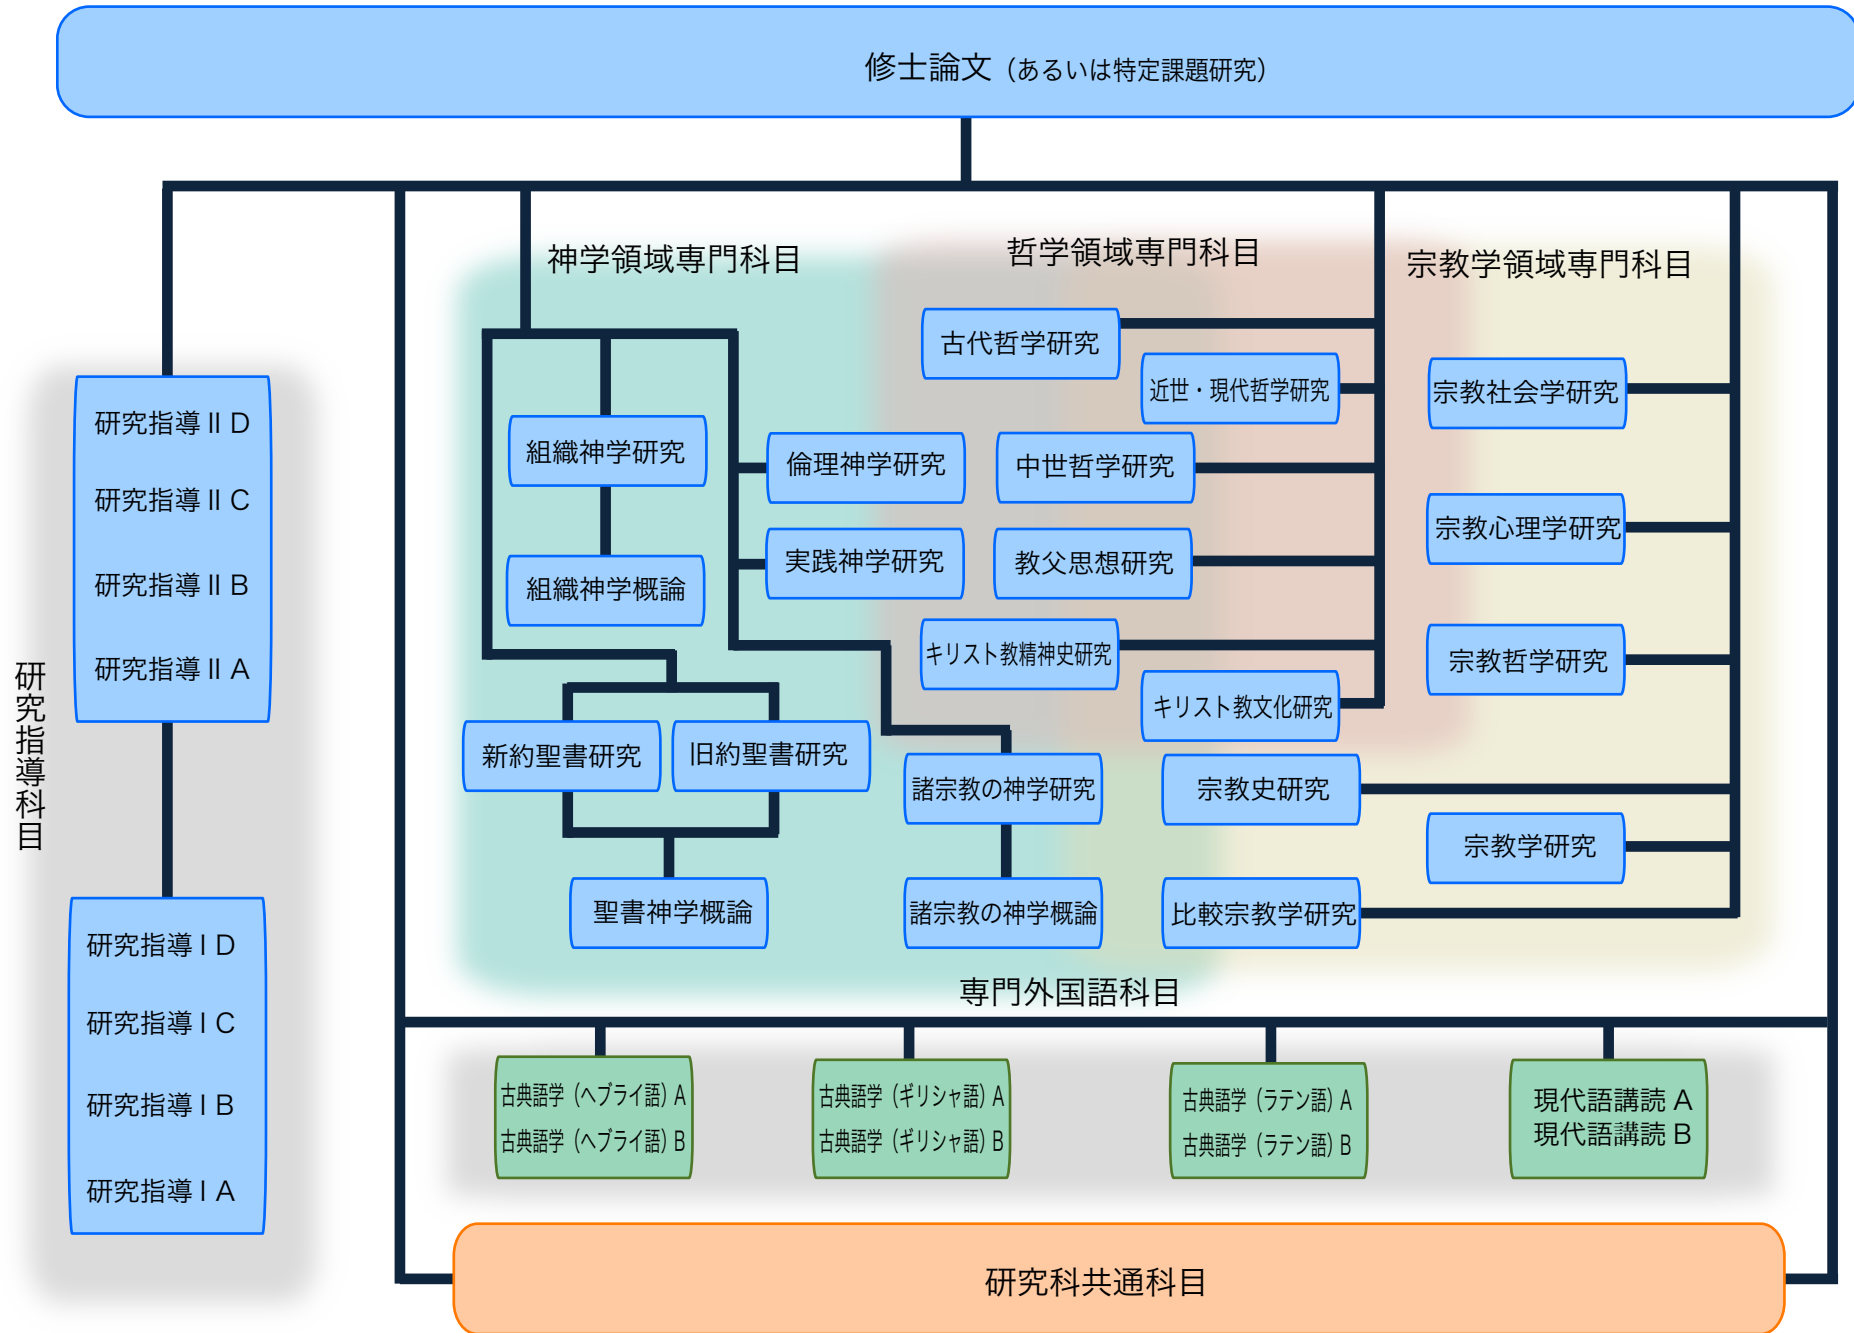 修士論文（あるいは特定課題研究）
神学領域専門科目
哲学領域専門科目
宗教学領域専門科目
研究指導科目
研究指導 II D
研究指導 II C
研究指導 II B
研究指導 II A
研究指導 I D
研究指導 I C
研究指導 I B
研究指導 I A
組織神学研究
組織神学概論
倫理神学研究
実践神学研究
新約聖書研究
旧約聖書研究
聖書神学概論
諸宗教の神学研究
諸宗教の神学概論
古代哲学研究
近世・現代哲学研究
中世哲学研究
教父思想研究
キリスト教精神史研究
キリスト教文化研究
宗教社会学研究
宗教心理学研究
宗教哲学研究
宗教史研究
宗教学研究
比較宗教学研究
専門外国語科目
古典語学（ヘブライ語）A
古典語学（ヘブライ語）B
古典語学（ギリシャ語）A
古典語学（ギリシャ語）B
古典語学（ラテン語）A
古典語学（ラテン語）B
現代語講読 A
現代語講読 B
研究科共通科目